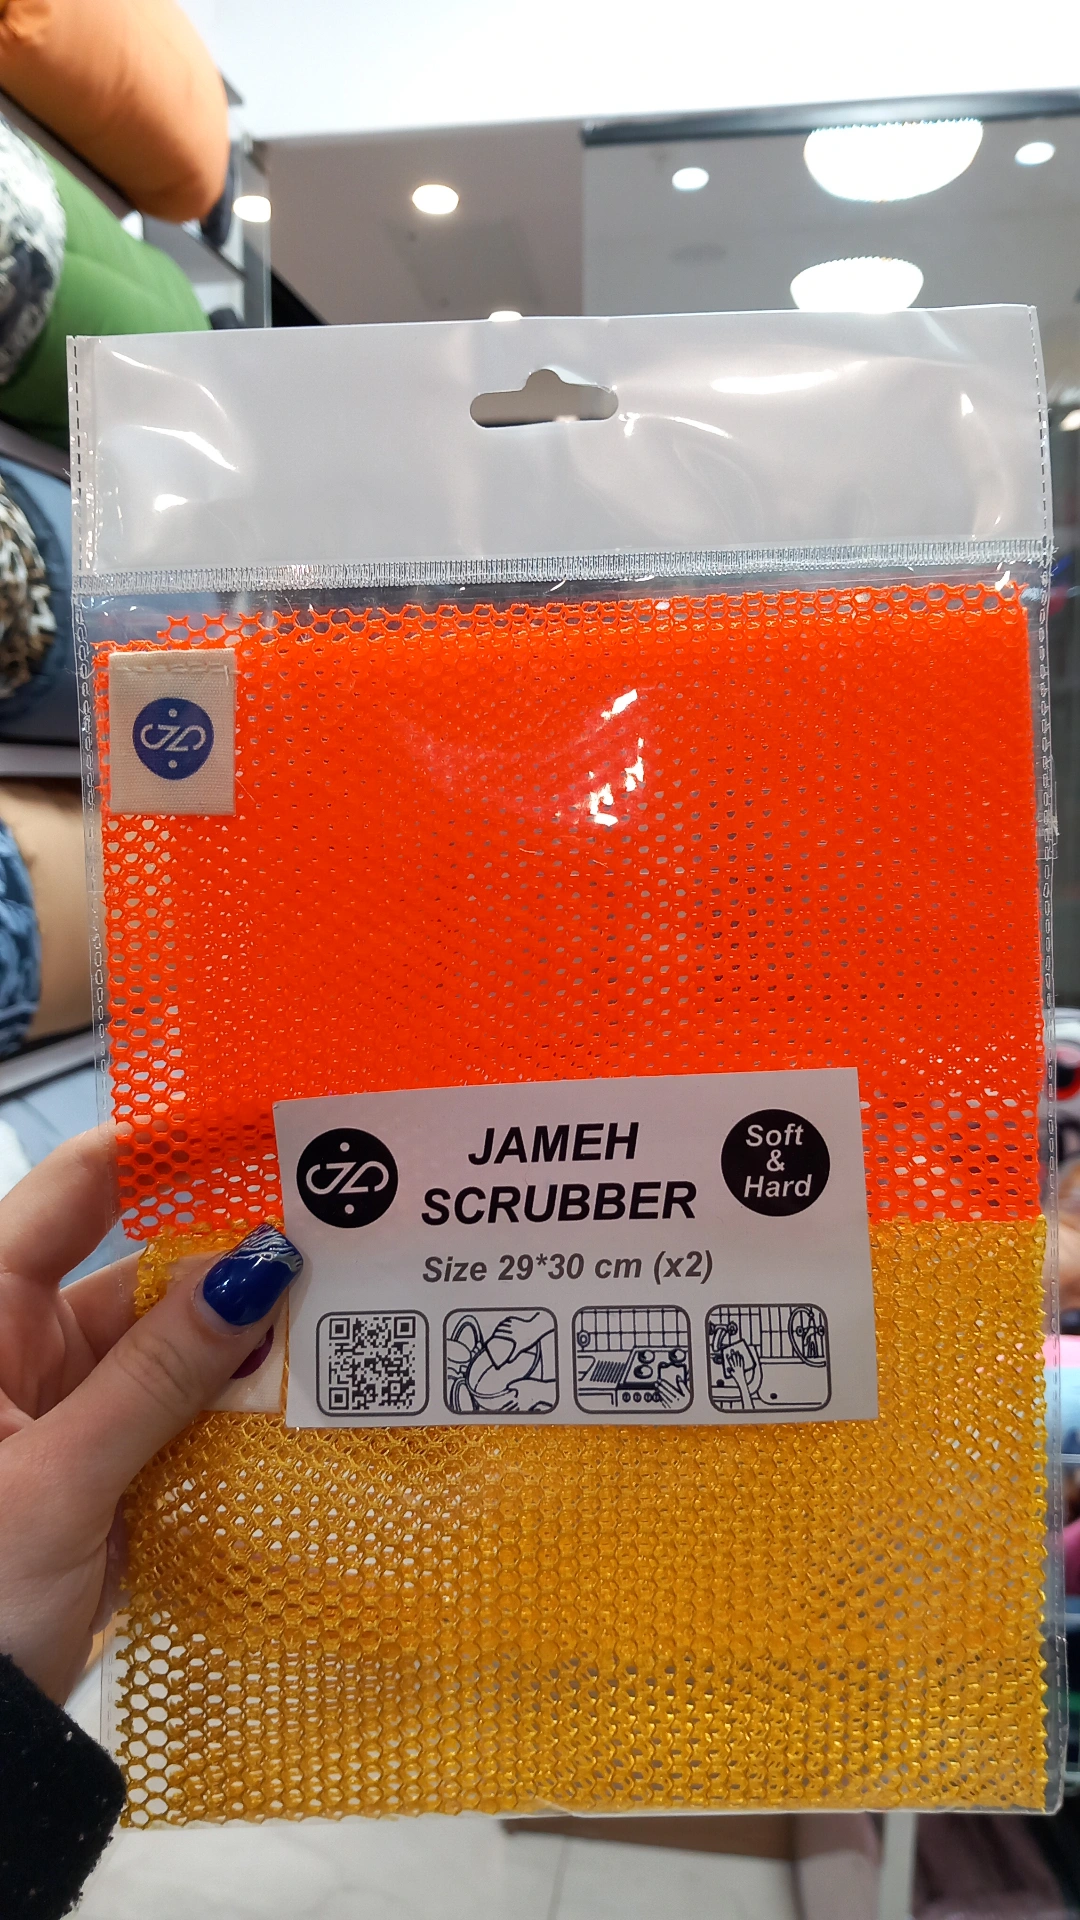 JAMEH
SCRUBBER
Soft
&
Hard
Size 29*30 cm (x2)